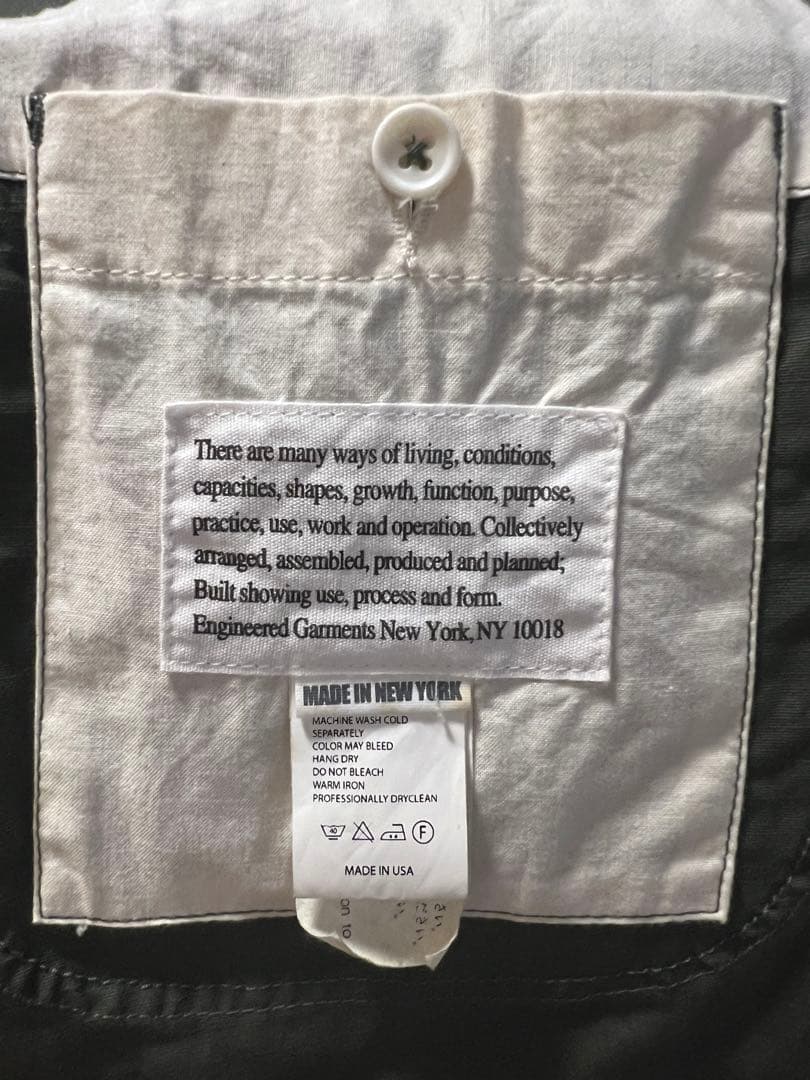 There are many ways of living, conditions,
capacities, shapes, growth, function, purpose,
practice, use, work and operation. Collectively
arranged, assembled, produced and planned;
Built showing use, process and form.
Engineered Garments New York, NY 10018
MADE IN NEW YORK
MACHINE WASH COLD
SEPARATELY
COLOR MAY BLEED
HANG DRY
DO NOT BLEACH
WARM IRON
PROFESSIONALLY DRYCLEAN
40
F
MADE IN USA